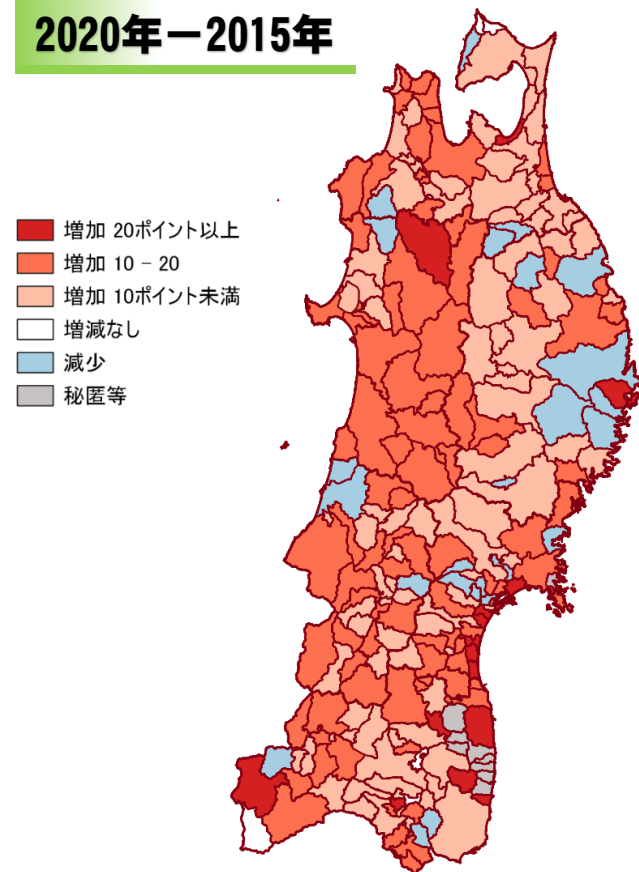 2020年－2015年
増加 20ポイント以上
増加 10 － 20
増加 10ポイント未満
増減なし
減少
秘匿等